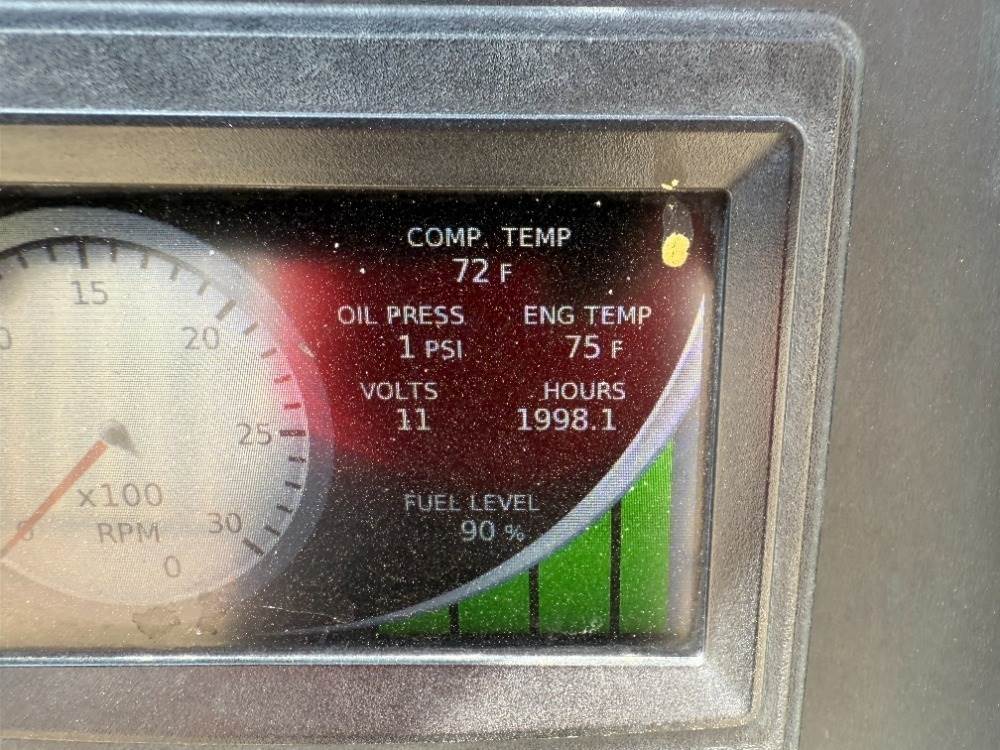 COMP. TEMP
72 F
OIL PRESS ENG TEMP
1 PSI 75 F
VOLTS HOURS
11 1998.1
FUEL LEVEL
90 %
15
20
25
30
x100
RPM
0
0